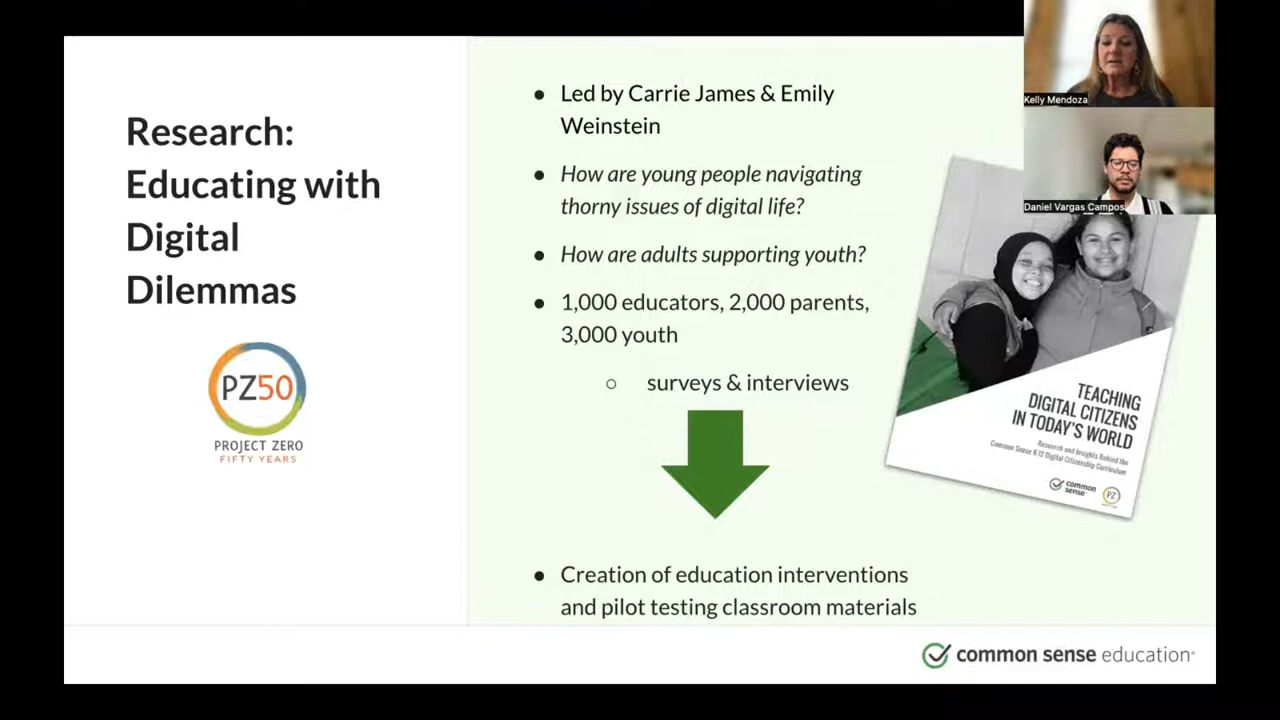 Research:
Educating with
Digital
Dilemmas
PZ50
PROJECT ZERO
FIFTY YEARS
● Led by Carrie James & Emily
Weinstein
● How are young people navigating
thorny issues of digital life?
● How are adults supporting youth?
● 1,000 educators, 2,000 parents,
3,000 youth
○ surveys & interviews
● Creation of education interventions
and pilot testing classroom materials
Kelly Mendoza
Daniel Vargas Campos
TEACHING
DIGITAL CITIZENS
IN TODAY'S WORLD
Research and Insights Behind the
Common Sense K-12 Digital Citizenship Curriculum
common
sense
PZ
common sense education®